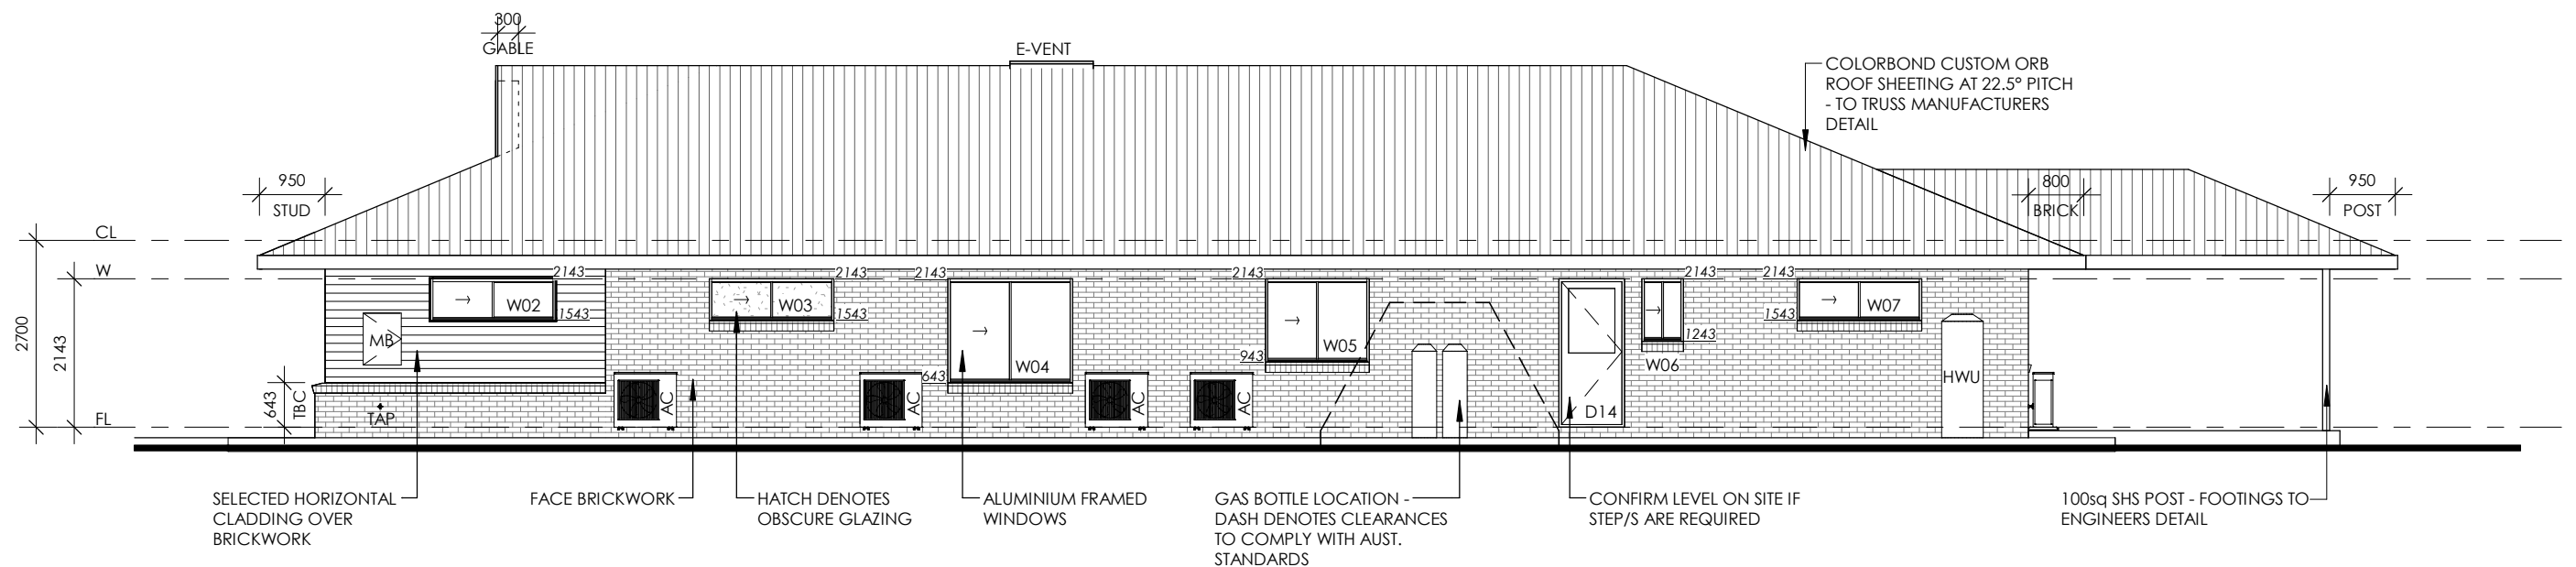 300
GABLE
E-VENT
COLORBOND CUSTOM ORB
ROOF SHEETING AT 22.5° PITCH
- TO TRUSS MANUFACTURERS
DETAIL
950
STUD
800
BRICK
950
POST
CL
W
FL
2700
2143
643
TBC
2143
W02
1543
MB
TAP
2143
W03
1543
2143
W04
643
2143
W05
943
D14
2143
W06
1243
2143
W07
1543
HWU
AC
AC
AC
AC
SELECTED HORIZONTAL
CLADDING OVER
BRICKWORK
FACE BRICKWORK
HATCH DENOTES
OBSCURE GLAZING
ALUMINIUM FRAMED
WINDOWS
GAS BOTTLE LOCATION -
DASH DENOTES CLEARANCES
TO COMPLY WITH AUST.
STANDARDS
CONFIRM LEVEL ON SITE IF
STEP/S ARE REQUIRED
100sq SHS POST - FOOTINGS TO
ENGINEERS DETAIL